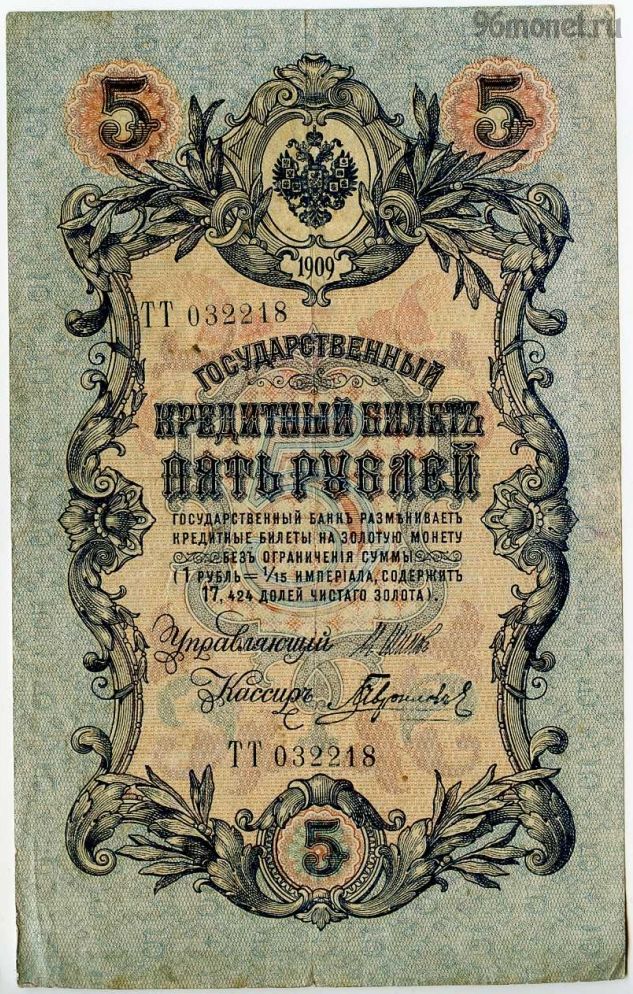 96monet.ru
5 5
1909
ТТ 032218
ГОСУДАРСТВЕННЫЙ
КРЕДИТНЫЙ БИЛЕТЪ
ПЯТЬ РУБЛЕЙ
ГОСУДАРСТВЕННЫЙ БАНКЪ РАЗМѢНИВАЕТЪ
КРЕДИТНЫЕ БИЛЕТЫ НА ЗОЛОТУЮ МОНЕТУ
БЕЗЪ ОГРАНИЧЕНІЯ СУММЫ
(1 РУБЛЬ = 1/15 ИМПЕРІАЛА, СОДЕРЖИТЪ
17,424 ДОЛЕЙ ЧИСТАГО ЗОЛОТА).
Управляющій
Кассиръ
ТТ 032218
5